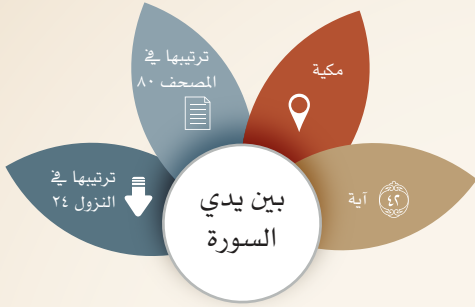 مكية
ترتيبها في
المصحف ٨٠
آية ٤٢
ترتيبها في
النزول ٢٤
بين يدي
السورة